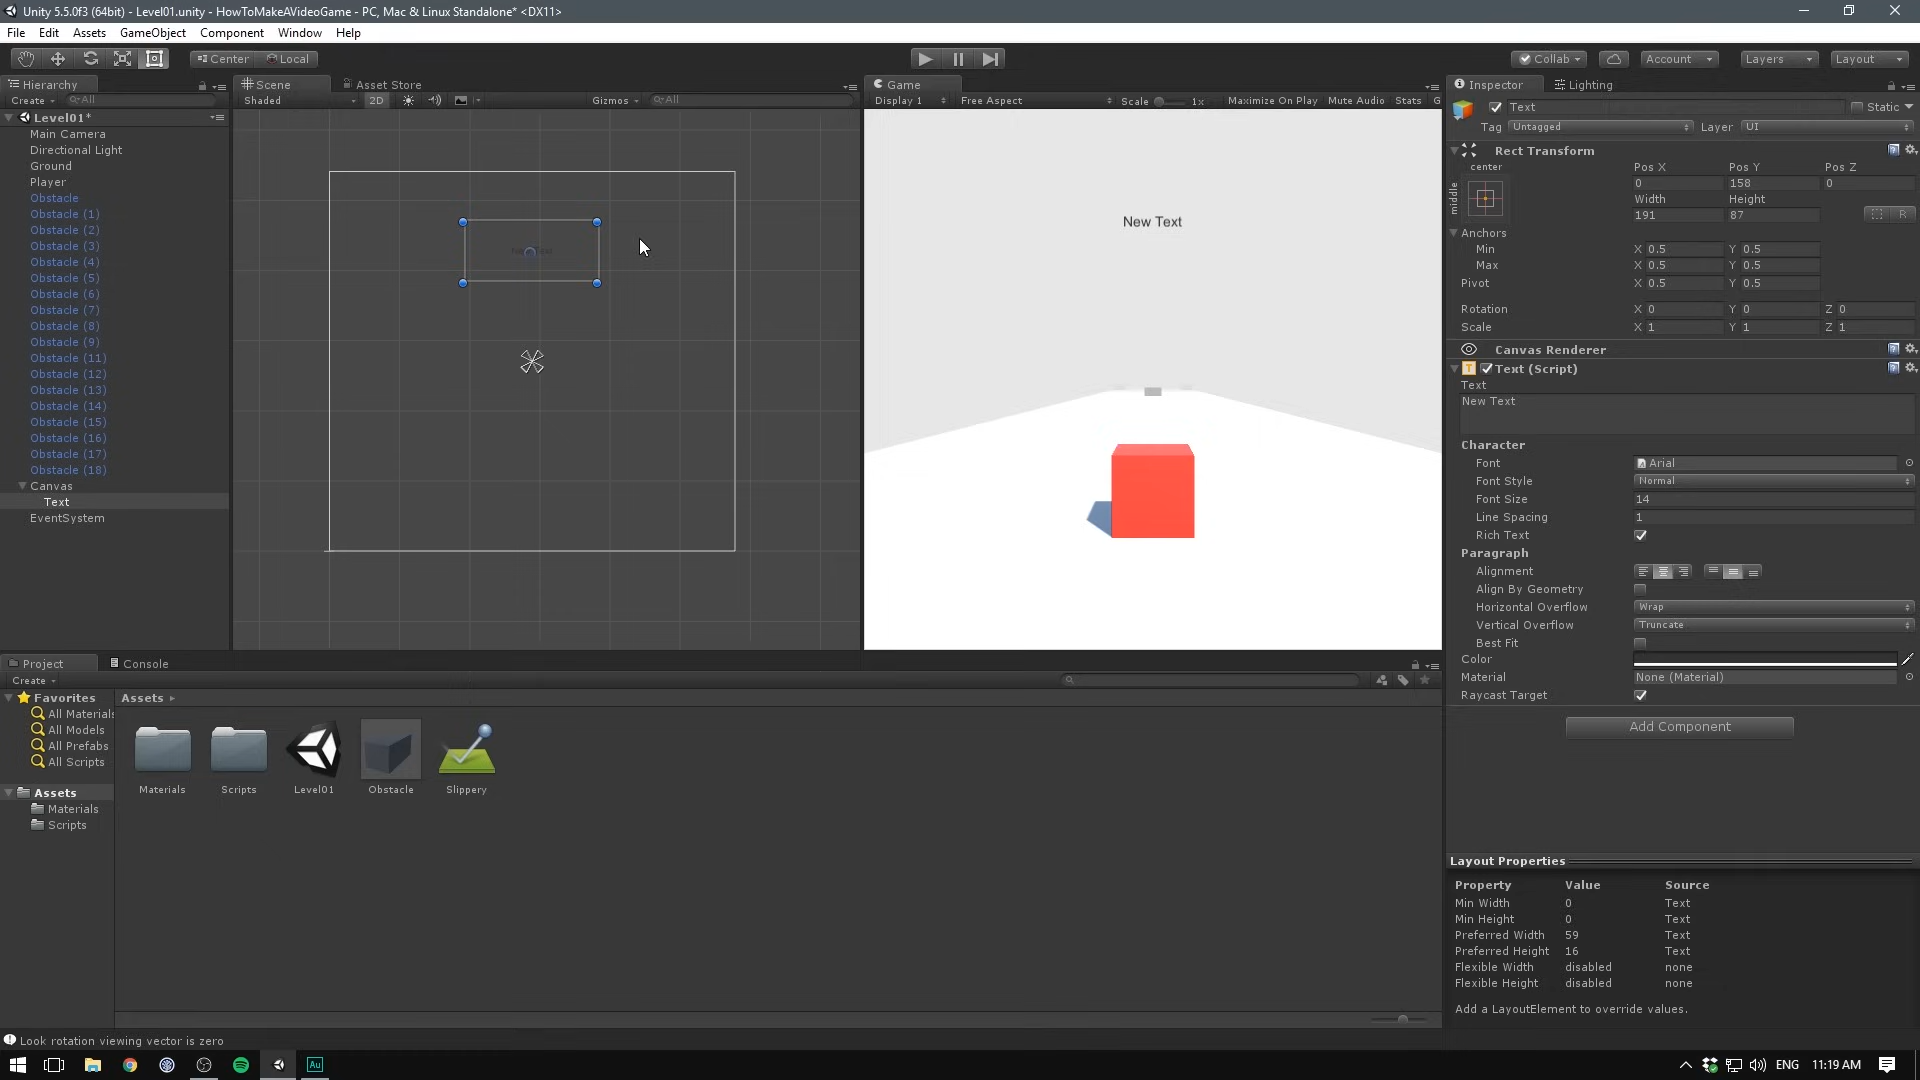 Unity 5.5.0f3 (64bit) - Level01.unity - HowToMakeAVideoGame - PC, Mac & Linux Standalone* <DX11>
File Edit Assets GameObject Component Window Help
Center Local Collab Account Layers Layout
Hierarchy
Create All
Level01*
Main Camera
Directional Light
Ground
Player
Obstacle
Obstacle (1)
Obstacle (2)
Obstacle (3)
Obstacle (4)
Obstacle (5)
Obstacle (6)
Obstacle (7)
Obstacle (8)
Obstacle (9)
Obstacle (11)
Obstacle (12)
Obstacle (13)
Obstacle (14)
Obstacle (15)
Obstacle (16)
Obstacle (17)
Obstacle (18)
Canvas
Text
EventSystem
Scene Asset Store
Shaded 2D Gizmos All
Game
Display 1 Free Aspect Scale 1x Maximize On Play Mute Audio Stats G
New Text
Inspector Lighting
Text Static
Tag Untagged Layer UI
Rect Transform
center
middle
Pos X Pos Y Pos Z
0 158 0
Width Height
191 87 R
Anchors
Min X 0.5 Y 0.5
Max X 0.5 Y 0.5
Pivot X 0.5 Y 0.5
Rotation X 0 Y 0 Z 0
Scale X 1 Y 1 Z 1
Canvas Renderer
Text (Script)
Text
New Text
Character
Font Arial
Font Style Normal
Font Size 14
Line Spacing 1
Rich Text
Paragraph
Alignment
Align By Geometry
Horizontal Overflow Wrap
Vertical Overflow Truncate
Best Fit
Color
Material None (Material)
Raycast Target
Add Component
Layout Properties
Property Value Source
Min Width 0 Text
Min Height 0 Text
Preferred Width 59 Text
Preferred Height 16 Text
Flexible Width disabled none
Flexible Height disabled none
Add a LayoutElement to override values.
Project Console
Create
Favorites
All Materials
All Models
All Prefabs
All Scripts
Assets
Materials
Scripts
Assets
Materials Scripts Level01 Obstacle Slippery
Look rotation viewing vector is zero
Au ENG 11:19 AM